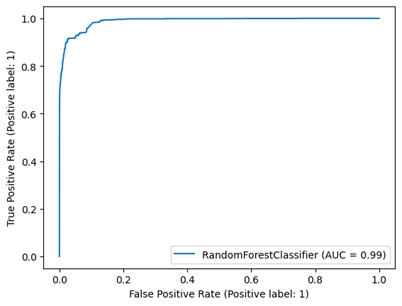 1.0
0.8
0.6
0.4
0.2
0.0
True Positive Rate (Positive label: 1)
RandomForestClassifier (AUC = 0.99)
0.0 0.2 0.4 0.6 0.8 1.0
False Positive Rate (Positive label: 1)